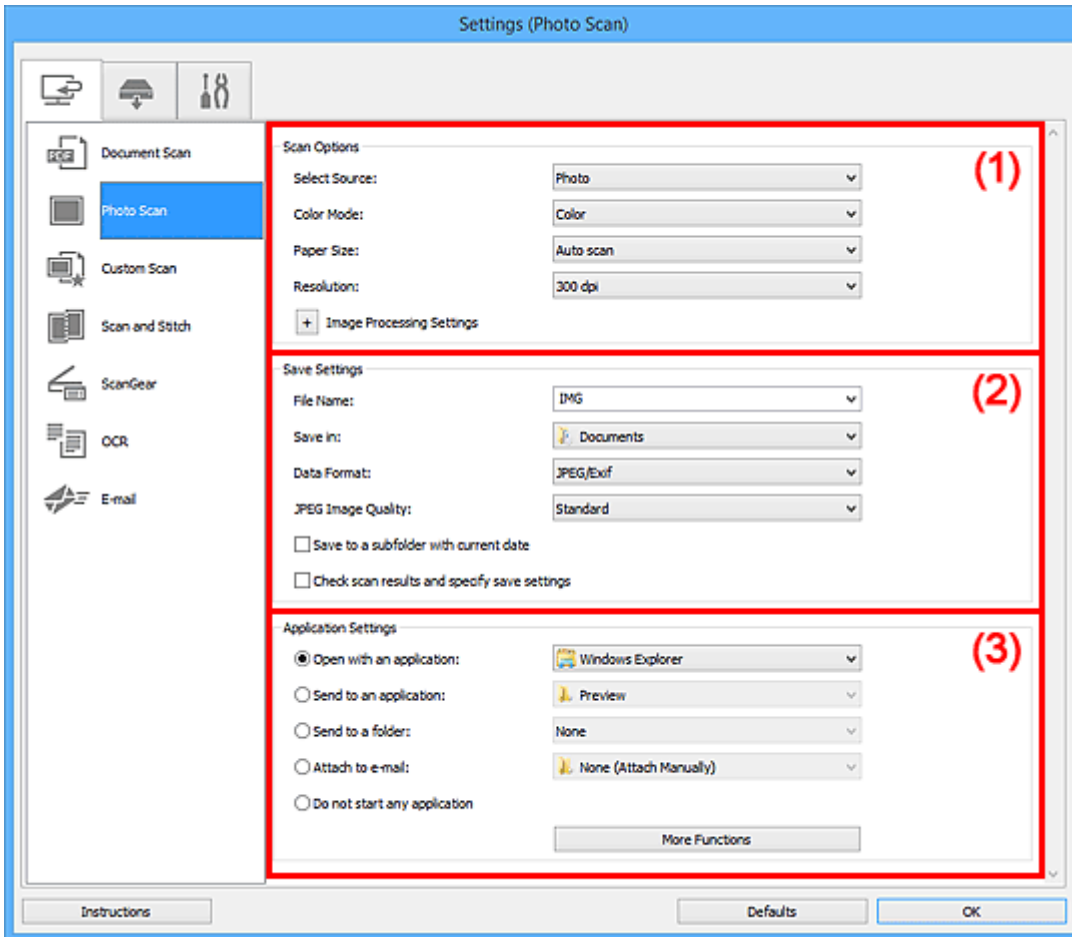 Settings (Photo Scan)
Document Scan
Photo Scan
Custom Scan
Scan and Stitch
ScanGear
OCR
E-mail
(1)
Scan Options
Select Source: Photo
Color Mode: Color
Paper Size: Auto scan
Resolution: 300 dpi
+ Image Processing Settings
(2)
Save Settings
File Name: IMG
Save in: Documents
Data Format: JPEG/Exif
JPEG Image Quality: Standard
Save to a subfolder with current date
Check scan results and specify save settings
(3)
Application Settings
Open with an application: Windows Explorer
Send to an application: Preview
Send to a folder: None
Attach to e-mail: None (Attach Manually)
Do not start any application
More Functions
Instructions
Defaults
OK